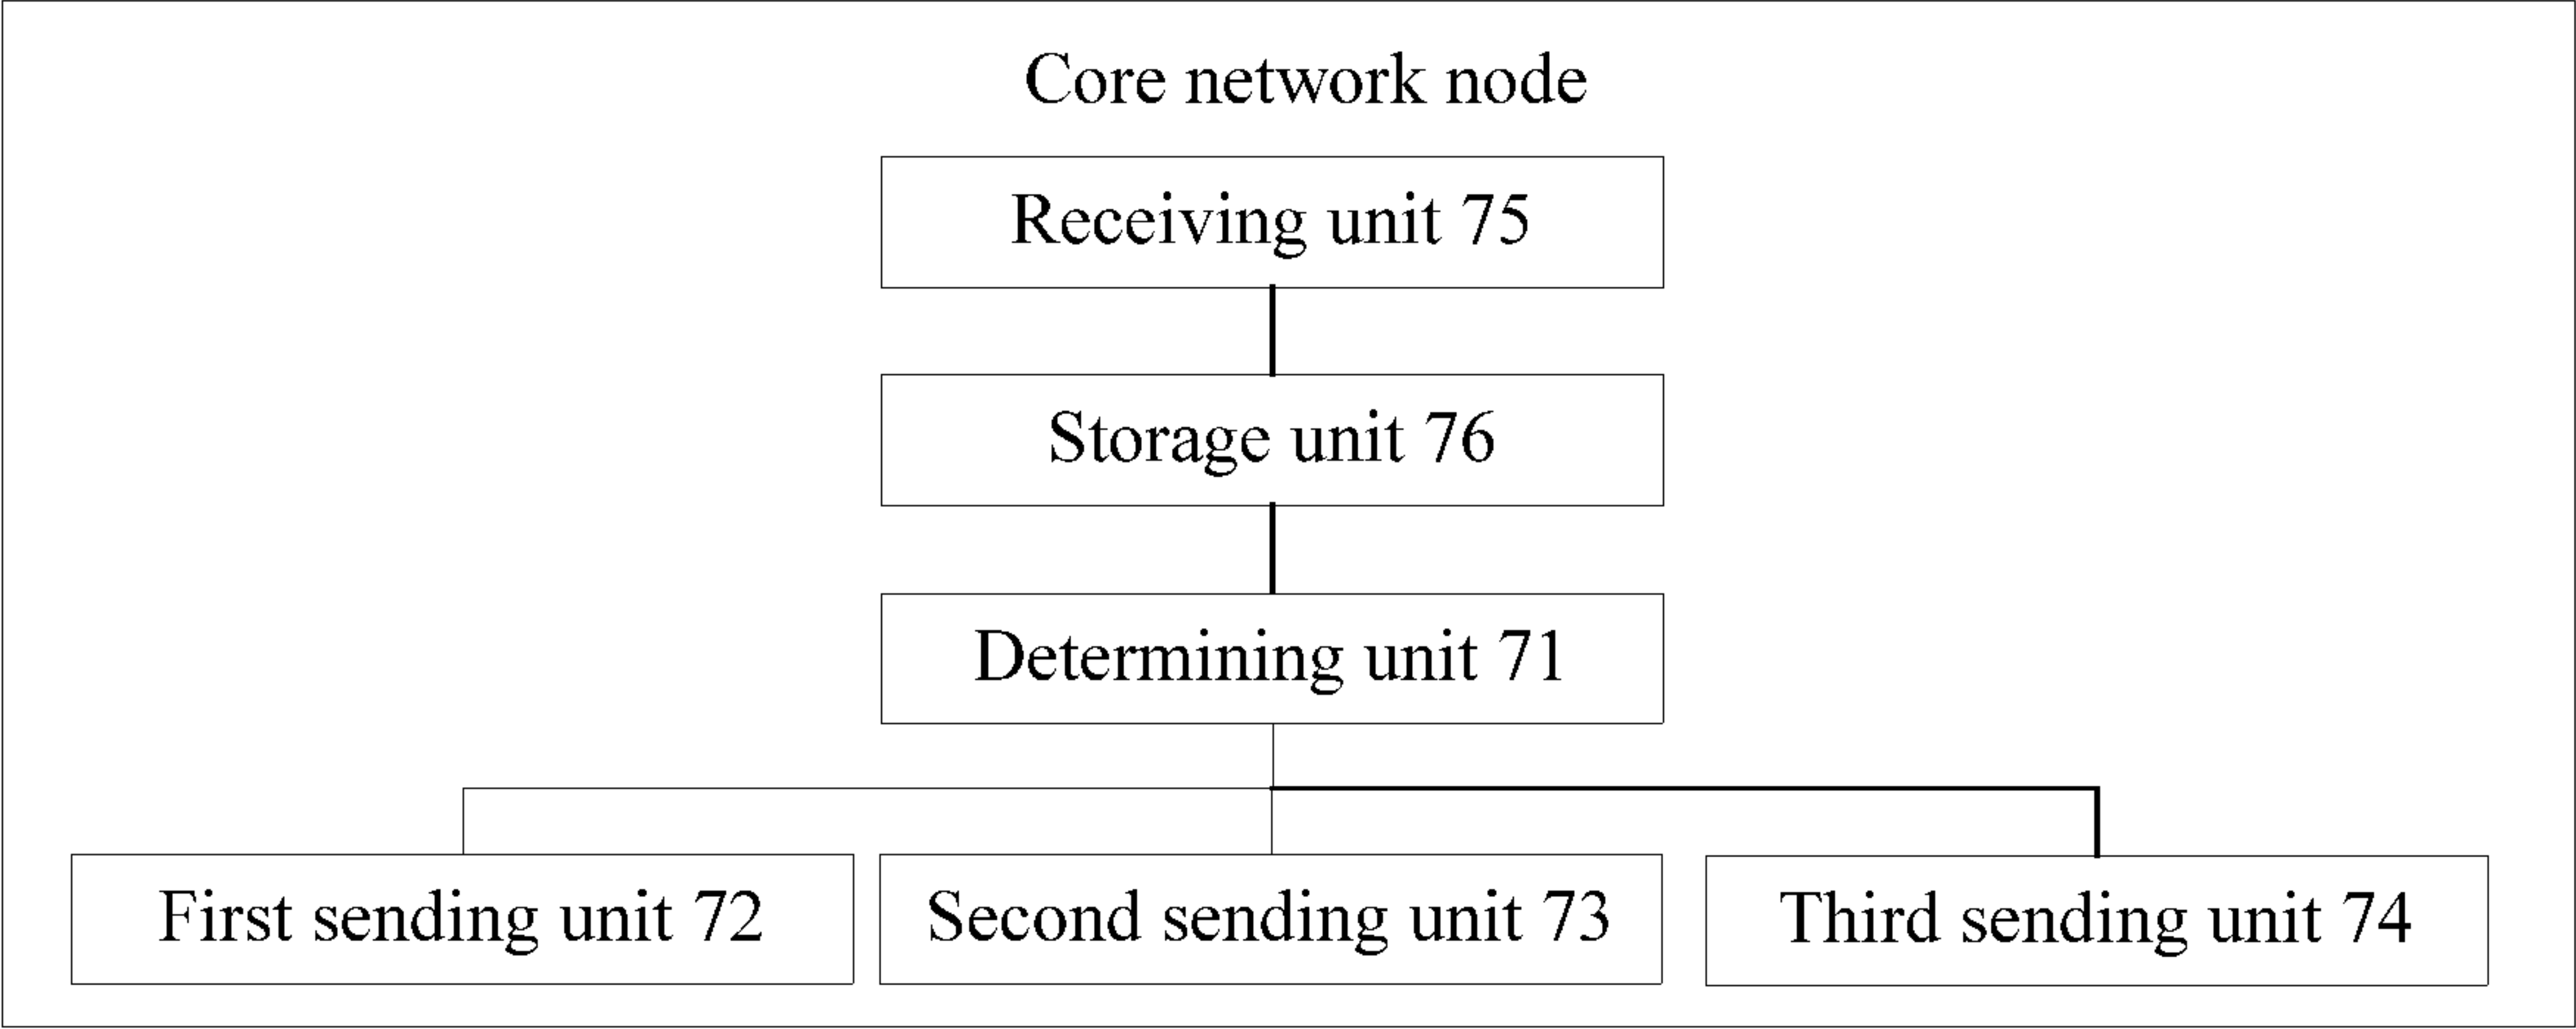 Core network node
Receiving unit 75
Storage unit 76
Determining unit 71
First sending unit 72
Second sending unit 73
Third sending unit 74